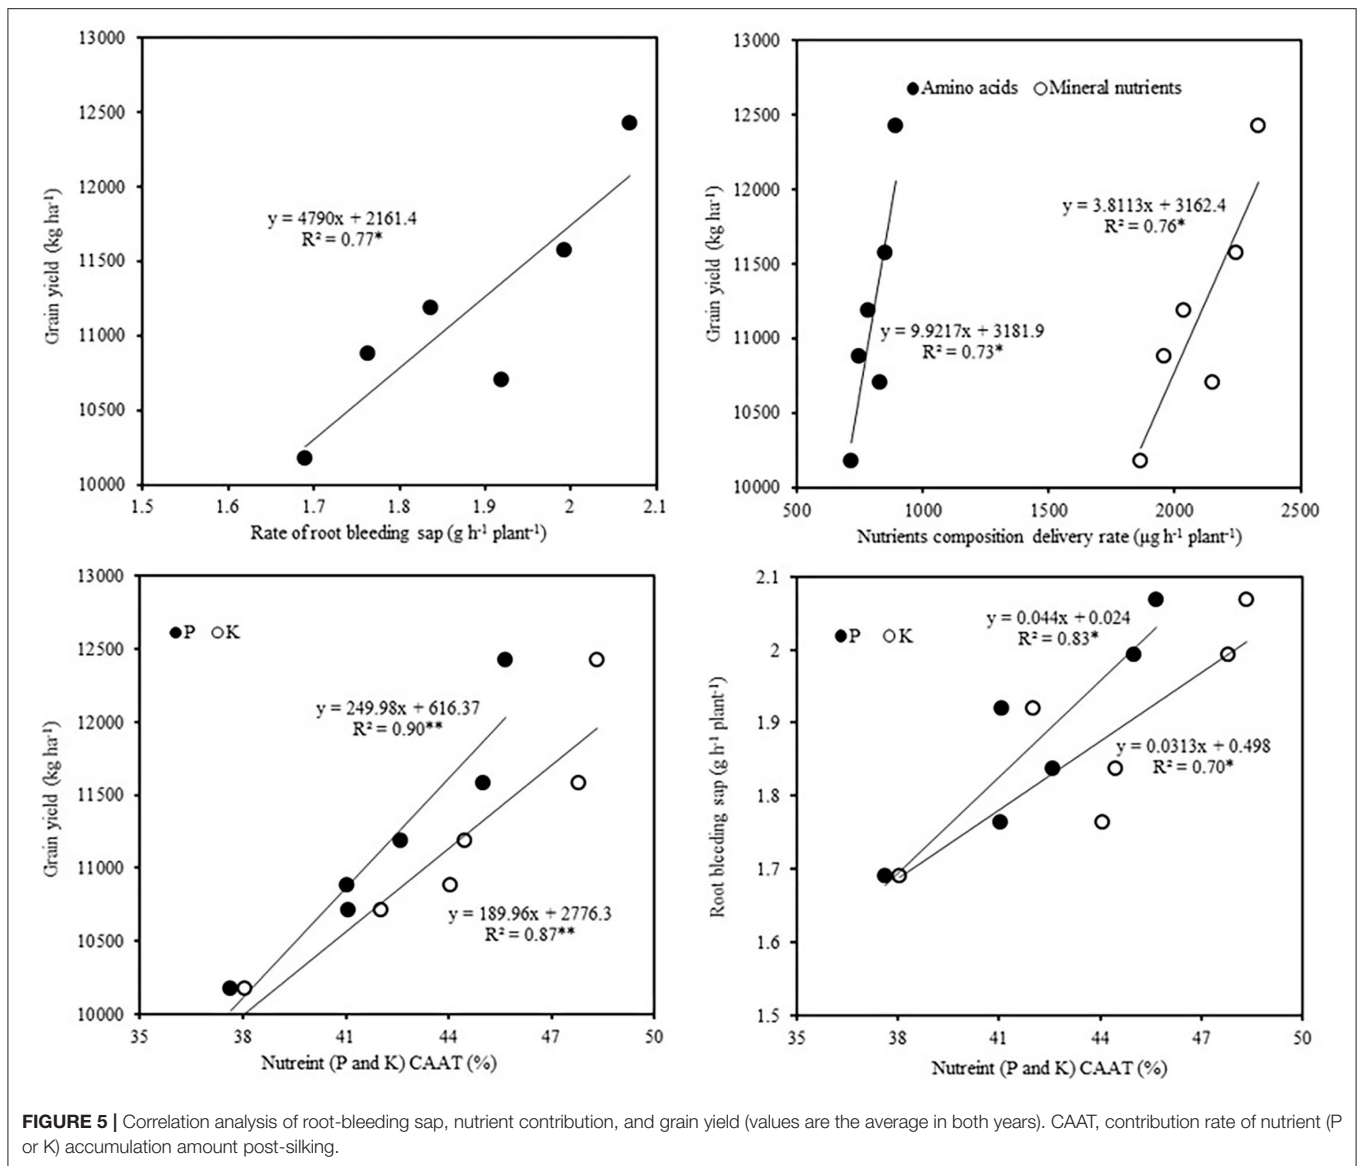 13000
12500
12000
11500
11000
10500
10000
Grain yield (kg ha-1)
y = 4790x + 2161.4
R² = 0.77*
1.5 1.6 1.7 1.8 1.9 2 2.1
Rate of root bleeding sap (g h-1 plant-1)
13000
12500
12000
11500
11000
10500
10000
Grain yield (kg ha-1)
Amino acids Mineral nutrients
y = 3.8113x + 3162.4
R² = 0.76*
y = 9.9217x + 3181.9
R² = 0.73*
500 1000 1500 2000 2500
Nutrients composition delivery rate (µg h-1 plant-1)
13000
12500
12000
11500
11000
10500
10000
Grain yield (kg ha-1)
P K
y = 249.98x + 616.37
R² = 0.90**
y = 189.96x + 2776.3
R² = 0.87**
35 38 41 44 47 50
Nutreint (P and K) CAAT (%)
2.1
2
1.9
1.8
1.7
1.6
1.5
Root bleeding sap (g h-1 plant-1)
P K
y = 0.044x + 0.024
R² = 0.83*
y = 0.0313x + 0.498
R² = 0.70*
35 38 41 44 47 50
Nutreint (P and K) CAAT (%)
FIGURE 5 | Correlation analysis of root-bleeding sap, nutrient contribution, and grain yield (values are the average in both years). CAAT, contribution rate of nutrient (P
or K) accumulation amount post-silking.